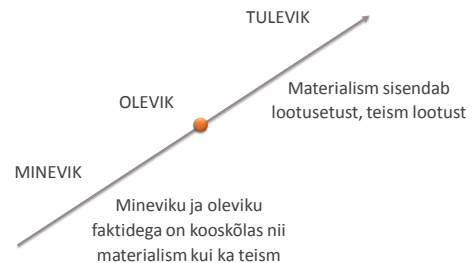 TULEVIK
Materialism sisendab
lootusetust, teism lootust
OLEVIK
MINEVIK
Mineviku ja oleviku
faktidega on kooskõlas nii
materialism kui ka teism